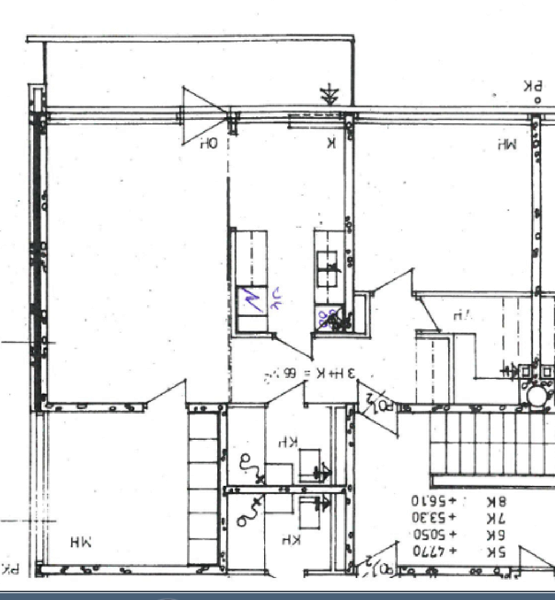 5K + 47.70
6K + 50.50
7K + 53.30
8K + 56.10
KH
MH
PK
KH
3H+K = 66 m²
MH
K
OH
PK